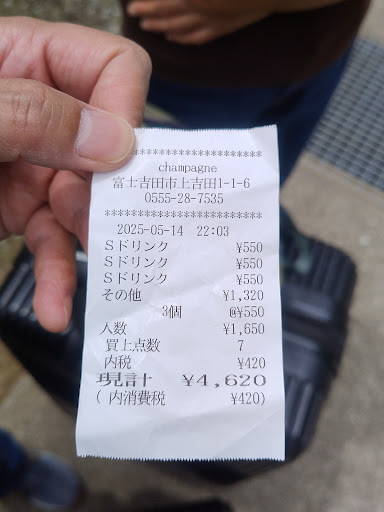 ************************
champagne
富士吉田市上吉田1-1-6
0555-28-7535
************************
2025-05-14 22:03
Sドリンク ¥550
Sドリンク ¥550
Sドリンク ¥550
その他 ¥1,320
3個 @¥550
人数 ¥1,650
買上点数 7
内税 ¥420
現計 ¥4,620
( 内消費税 ¥420)